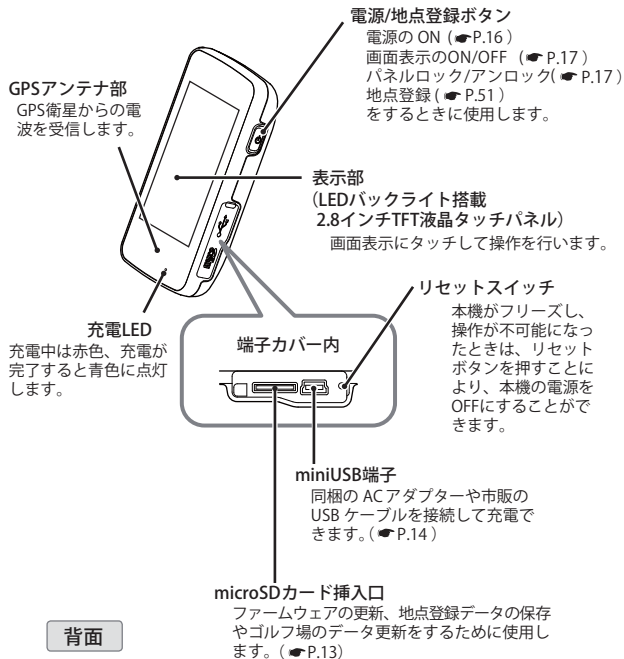 電源/地点登録ボタン
電源の ON (☛P.16 )
画面表示のON/OFF (☛ P.17 )
パネルロック/アンロック(☛ P.17 )
地点登録 (☛ P.51 )
をするときに使用します。
GPSアンテナ部
GPS衛星からの電
波を受信します。
表示部
(LEDバックライト搭載
2.8インチTFT液晶タッチパネル)
画面表示にタッチして操作を行います。
充電LED
充電中は赤色、充電が
完了すると青色に点灯
します。
端子カバー内
リセットスイッチ
本機がフリーズし、
操作が不可能になっ
たときは、リセット
ボタンを押すことに
より、本機の電源を
OFFにすることがで
きます。
miniUSB端子
同梱の ACアダプターや市販の
USB ケーブルを接続して充電で
きます。(☛ P.14 )
microSDカード挿入口
ファームウェアの更新、地点登録データの保存
やゴルフ場のデータ更新をするために使用し
ます。(☛P.13)
背面